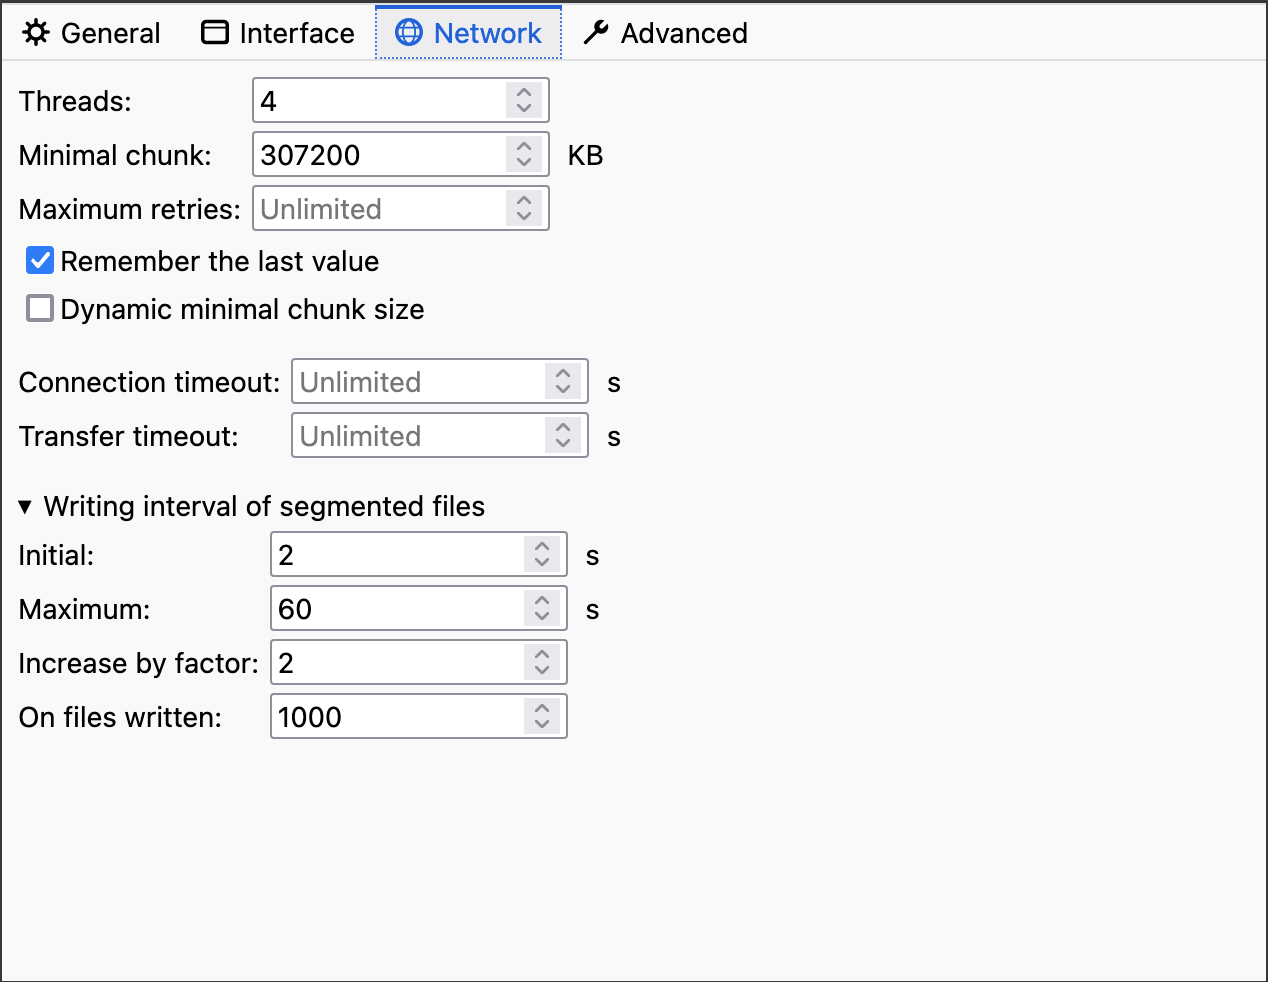 General Interface Network Advanced
Threads: 4
Minimal chunk: 307200 KB
Maximum retries: Unlimited
Remember the last value
Dynamic minimal chunk size
Connection timeout: Unlimited s
Transfer timeout: Unlimited s
▼ Writing interval of segmented files
Initial: 2 s
Maximum: 60 s
Increase by factor: 2
On files written: 1000